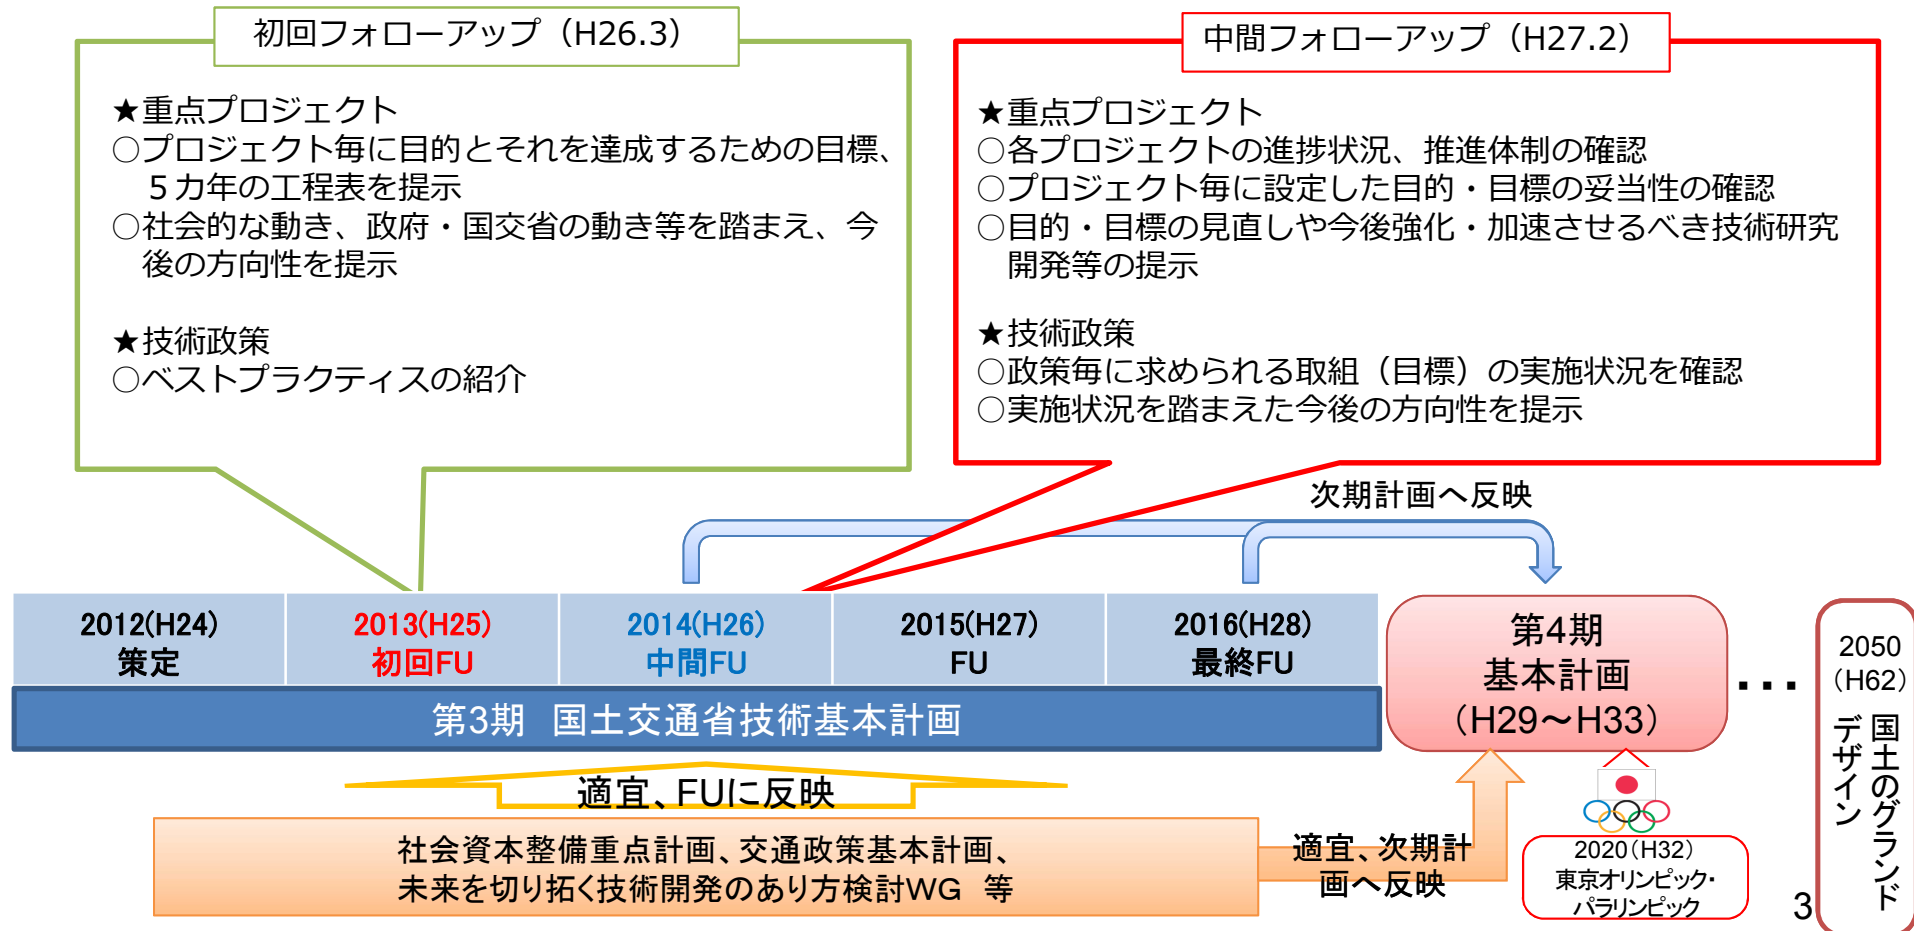 初回フォローアップ（H26.3）
★重点プロジェクト
○プロジェクト毎に目的とそれを達成するための目標、
５カ年の工程表を提示
○社会的な動き、政府・国交省の動き等を踏まえ、今
後の方向性を提示
★技術政策
○ベストプラクティスの紹介
中間フォローアップ（H27.2）
★重点プロジェクト
○各プロジェクトの進捗状況、推進体制の確認
○プロジェクト毎に設定した目的・目標の妥当性の確認
○目的・目標の見直しや今後強化・加速させるべき技術研究
開発等の提示
★技術政策
○政策毎に求められる取組（目標）の実施状況を確認
○実施状況を踏まえた今後の方向性を提示
次期計画へ反映
2012(H24)
策定
2013(H25)
初回FU
2014(H26)
中間FU
2015(H27)
FU
2016(H28)
最終FU
第3期　国土交通省技術基本計画
第4期
基本計画
（H29～H33）
・・・
2050
（H62）
国土のグランド
デザイン
適宜、FUに反映
社会資本整備重点計画、交通政策基本計画、
未来を切り拓く技術開発のあり方検討WG　等
適宜、次期計
画へ反映
2020（H32）
東京オリンピック・
パラリンピック
3